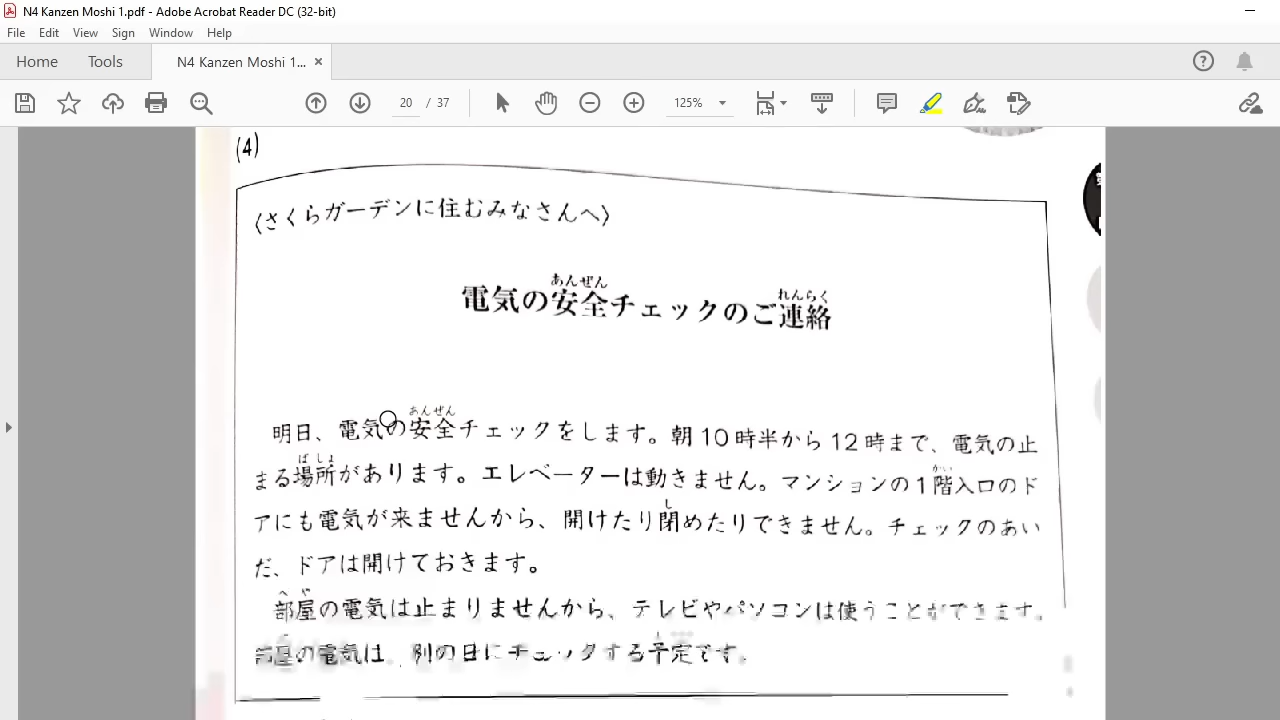 N4 Kanzen Moshi 1.pdf - Adobe Acrobat Reader DC (32-bit)
File Edit View Sign Window Help
Home Tools N4 Kanzen Moshi 1... ×
20 / 37 125%
(4)
〈さくらガーデンに住むみなさんへ〉
あんぜん れんらく
電気の安全チェックのご連絡
あんぜん
明日、電気の安全チェックをします。朝10時半から12時まで、電気の止
ばしょ かい
まる場所があります。エレベーターは動きません。マンションの1階入口のド
し
アにも電気が来ませんから、開けたり閉めたりできません。チェックのあい
だ、ドアは開けておきます。
へや
部屋の電気は止まりませんから、テレビやパソコンは使うことができます。
部屋の電気は、別の日にチェックする予定です。